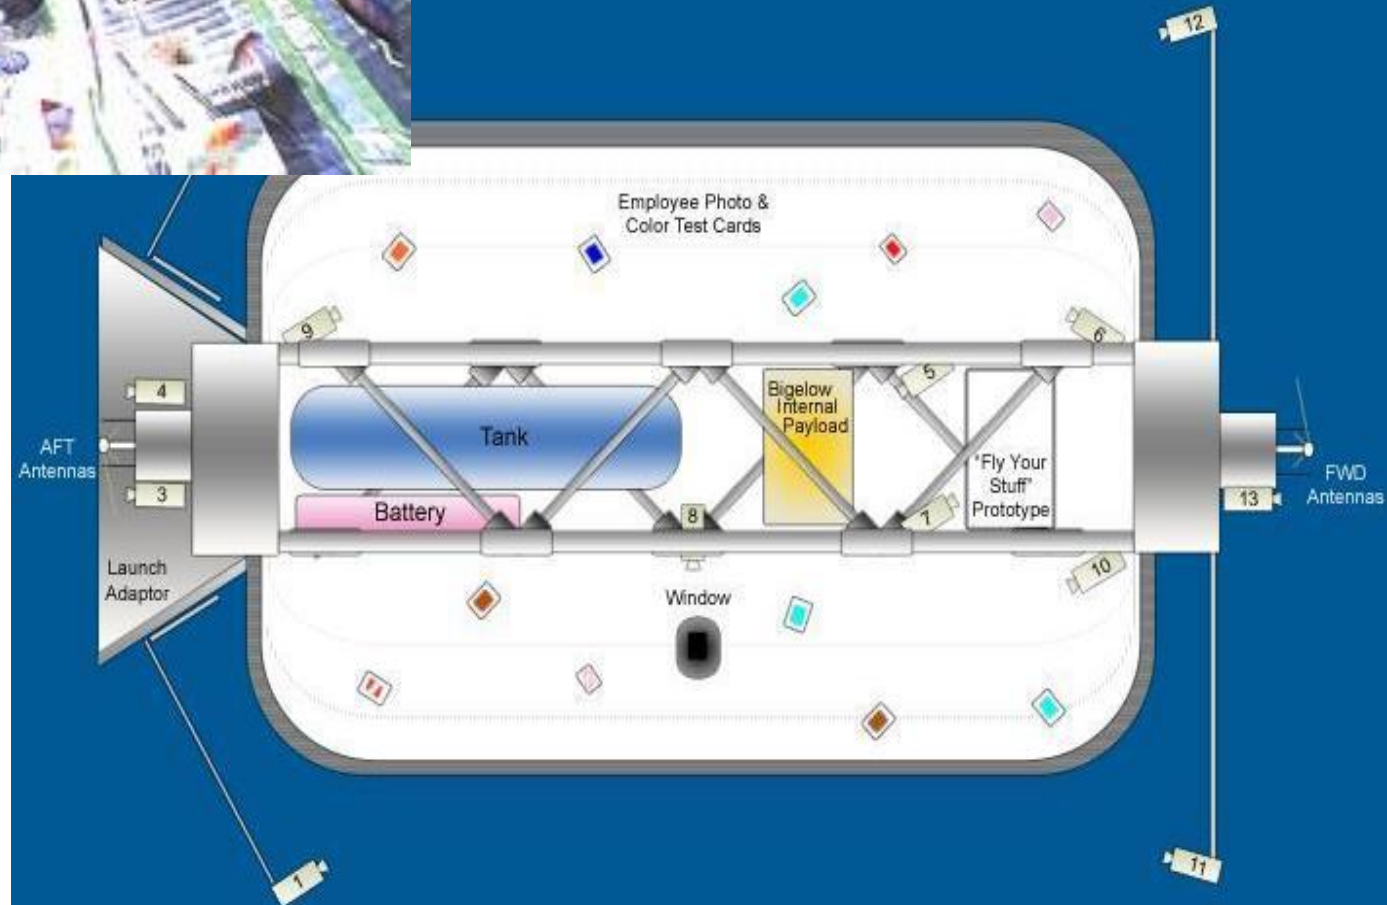 12
Employee Photo &
Color Test Cards
9
6
4
5
Bigelow
Internal
Payload
Tank
AFT
Antennas
"Fly Your
Stuff"
Prototype
FWD
Antennas
3
13
Battery
8
7
Launch
Adaptor
10
Window
11
1